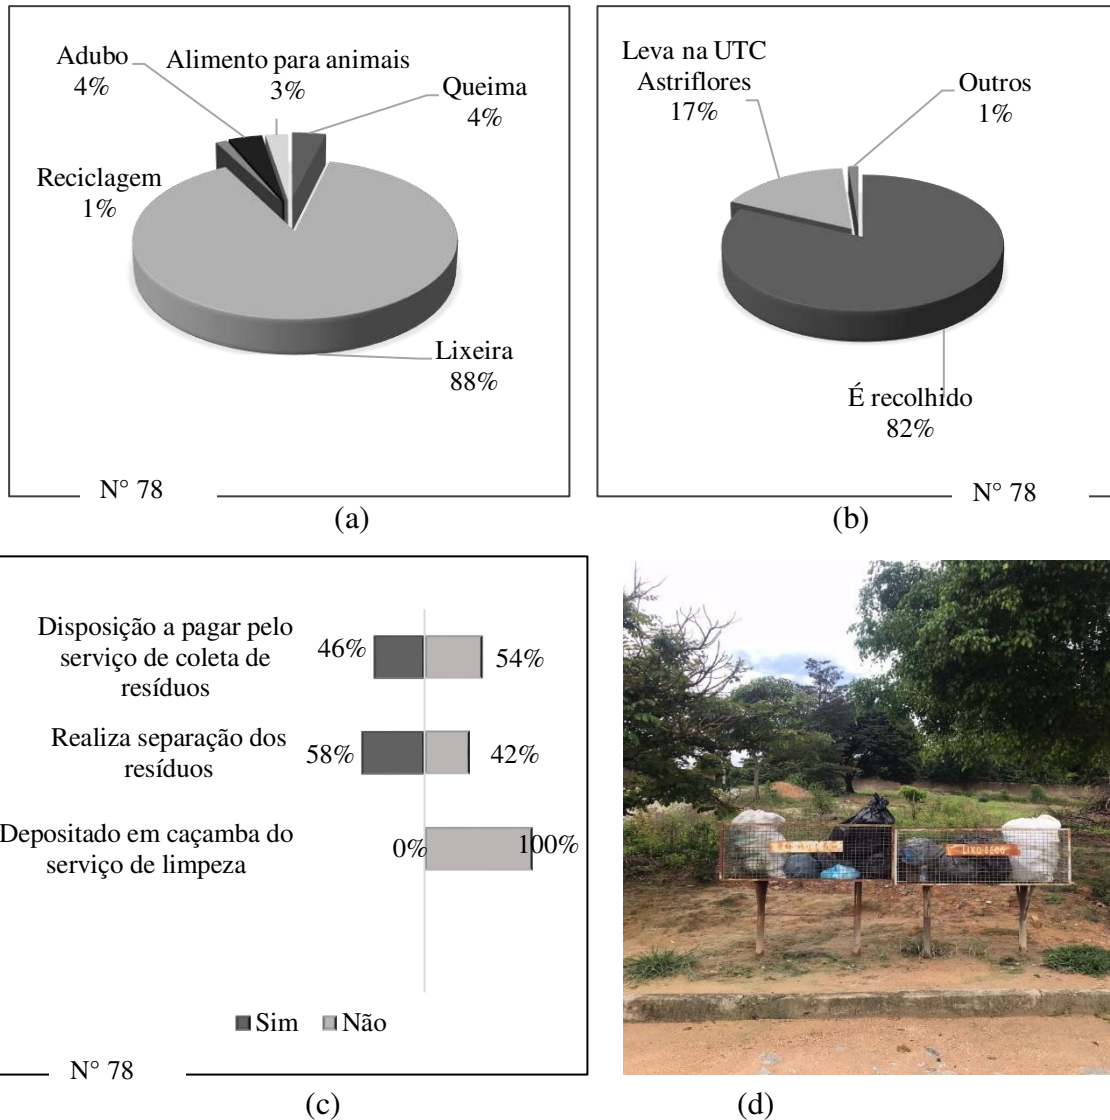 Adubo
4%
Alimento para animais
3%
Queima
4%
Reciclagem
1%
Lixeira
88%
N° 78
(a)
Leva na UTC
Astriflores
17%
Outros
1%
É recolhido
82%
N° 78
(b)
Disposição a pagar pelo
serviço de coleta de
resíduos
46%
54%
Realiza separação dos
resíduos
58%
42%
Depositado em caçamba do
serviço de limpeza
0%
100%
Sim
Não
N° 78
(c)
LIXO SECO
(d)